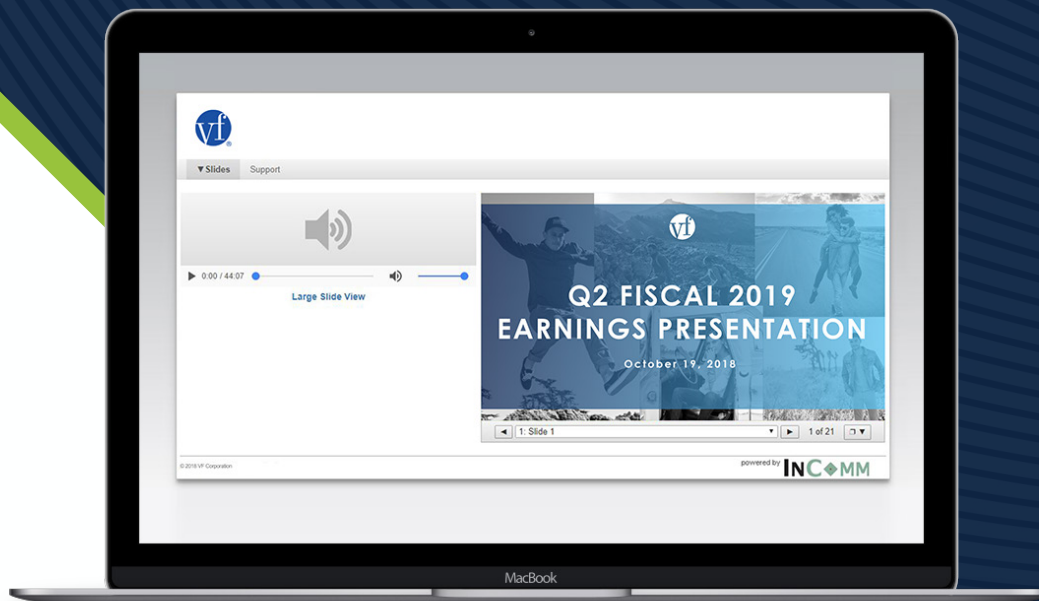 vf®
▼Slides Support
0:00 / 44:07
Large Slide View
vf
Q2 FISCAL 2019
EARNINGS PRESENTATION
October 19, 2018
◄ 1: Slide 1 ▼ ► 1 of 21 ❐ ▼
© 2018 VF Corporation
powered by INCOMM
MacBook